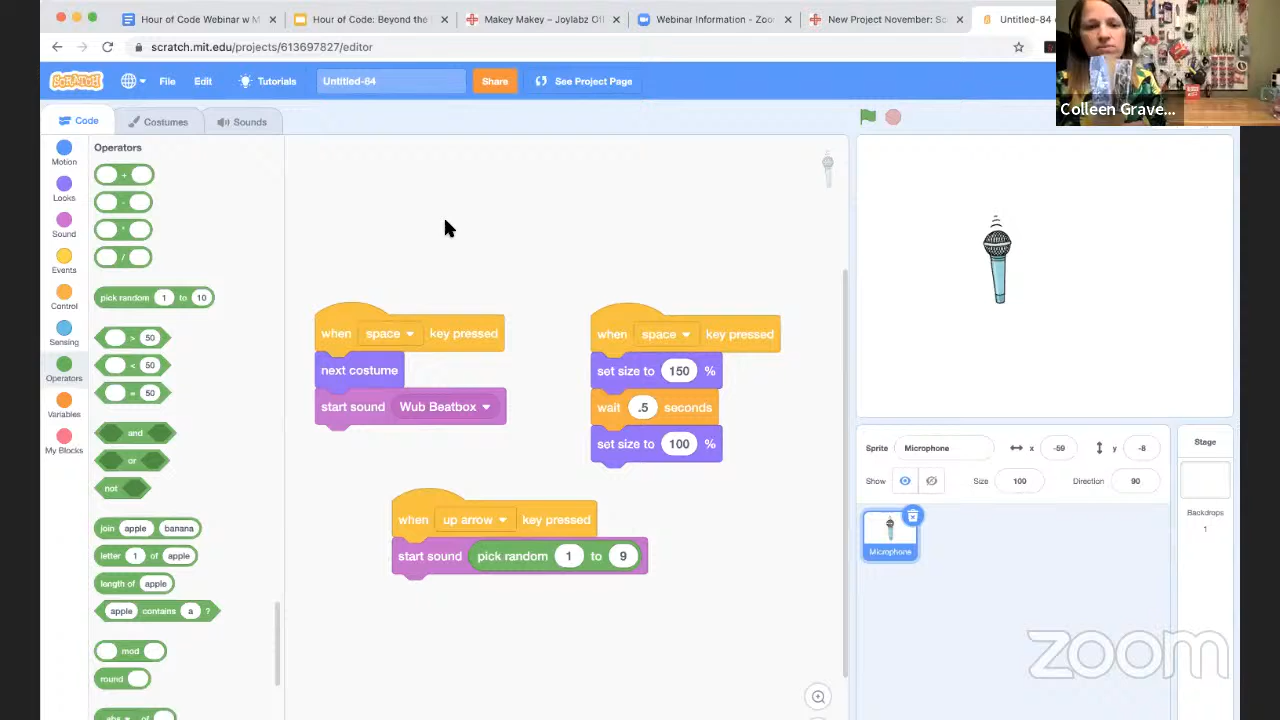 Hour of Code Webinar w M
Hour of Code: Beyond the
Makey Makey – Joylabz Of
Webinar Information - Zoo
New Project November: Sc
Untitled-84 o
scratch.mit.edu/projects/613697827/editor
SCRATCH
File
Edit
Tutorials
Untitled-84
Share
See Project Page
Colleen Grave...
Code
Costumes
Sounds
Motion
Looks
Sound
Events
Control
Sensing
Operators
Variables
My Blocks
Operators
+
-
*
/
pick random 1 to 10
> 50
< 50
= 50
and
or
not
join apple banana
letter 1 of apple
length of apple
apple contains a ?
mod
round
when space key pressed
next costume
start sound Wub Beatbox
when space key pressed
set size to 150 %
wait .5 seconds
set size to 100 %
when up arrow key pressed
start sound pick random 1 to 9
Sprite Microphone x -59 y -8
Show Size 100 Direction 90
Microphone
Stage
Backdrops
1
zoom